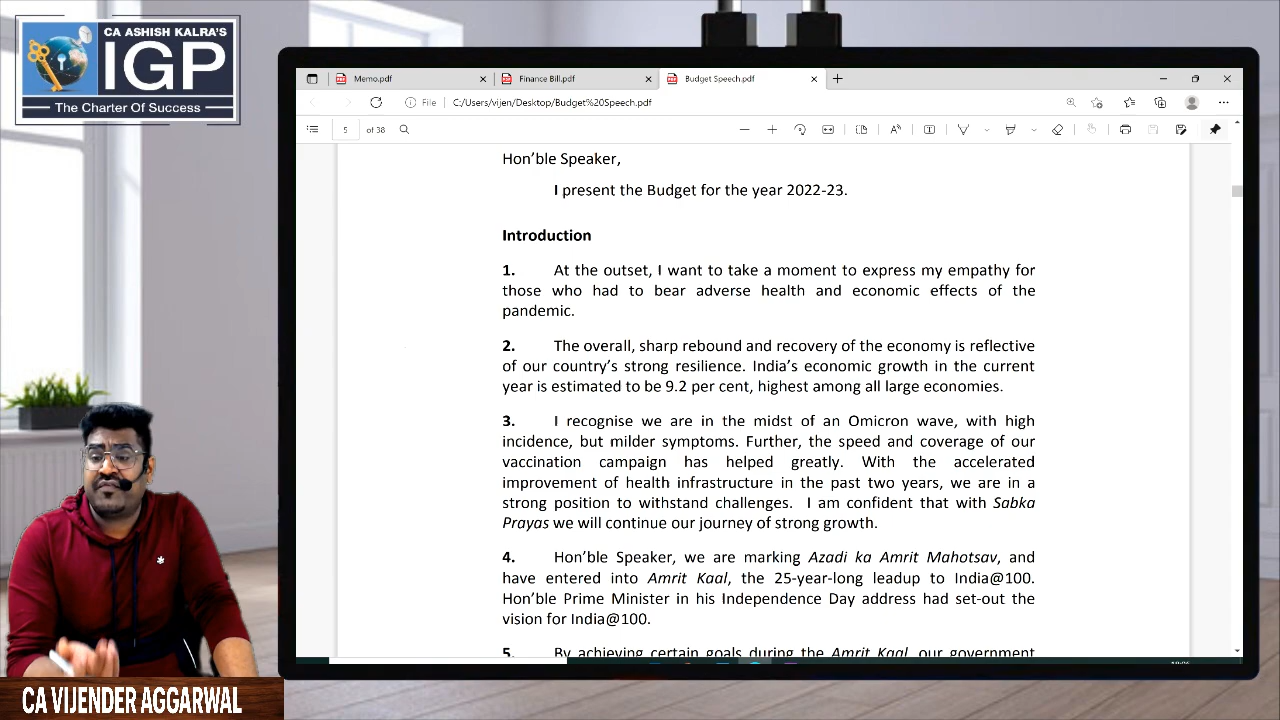 CA ASHISH KALRA'S
IGP
The Charter Of Success
Memo.pdf
Finance Bill.pdf
Budget Speech.pdf
File
C:/Users/vijen/Desktop/Budget%20Speech.pdf
5 of 38
Hon'ble Speaker,
I present the Budget for the year 2022-23.
Introduction
1. At the outset, I want to take a moment to express my empathy for
those who had to bear adverse health and economic effects of the
pandemic.
2. The overall, sharp rebound and recovery of the economy is reflective
of our country's strong resilience. India's economic growth in the current
year is estimated to be 9.2 per cent, highest among all large economies.
3. I recognise we are in the midst of an Omicron wave, with high
incidence, but milder symptoms. Further, the speed and coverage of our
vaccination campaign has helped greatly. With the accelerated
improvement of health infrastructure in the past two years, we are in a
strong position to withstand challenges. I am confident that with Sabka
Prayas we will continue our journey of strong growth.
4. Hon'ble Speaker, we are marking Azadi ka Amrit Mahotsav, and
have entered into Amrit Kaal, the 25-year-long leadup to India@100.
Hon'ble Prime Minister in his Independence Day address had set-out the
vision for India@100.
5. By achieving certain goals during the Amrit Kaal, our government
CA VIJENDER AGGARWAL